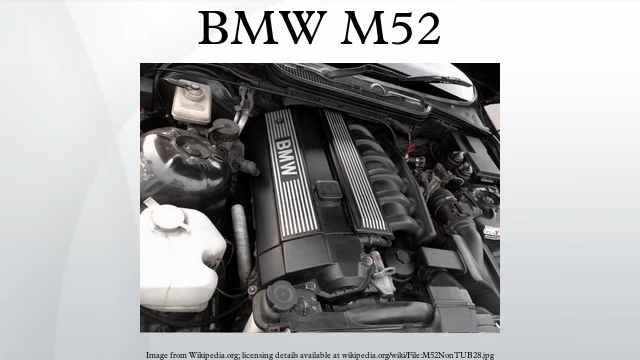 BMW M52
BMW
Image from Wikipedia.org; licensing details available at wikipedia.org/wiki/File:M52NonTUB28.jpg